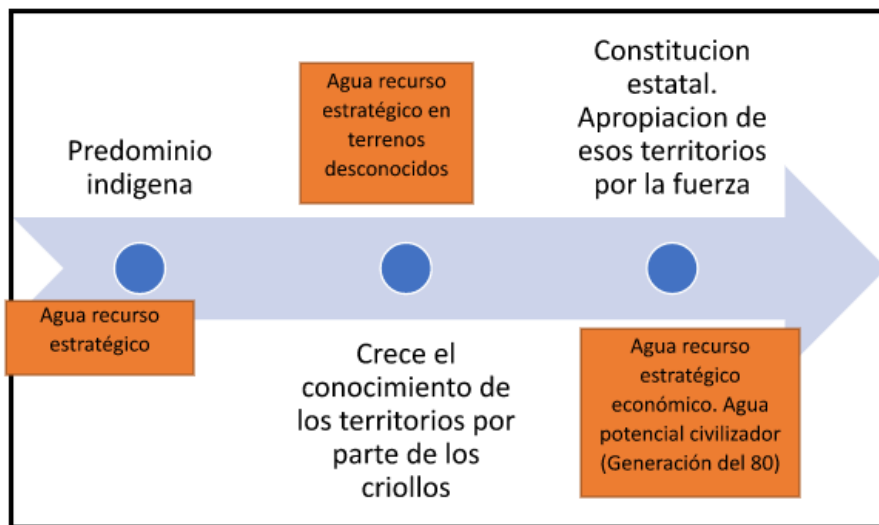 Predominio
indigena
Agua recurso
estratégico
Agua recurso
estratégico en
terrenos
desconocidos
Crece el
conocimiento de
los territorios por
parte de los
criollos
Constitucion
estatal.
Apropiacion de
esos territorios
por la fuerza
Agua recurso
estratégico
económico. Agua
potencial civilizador
(Generación del 80)